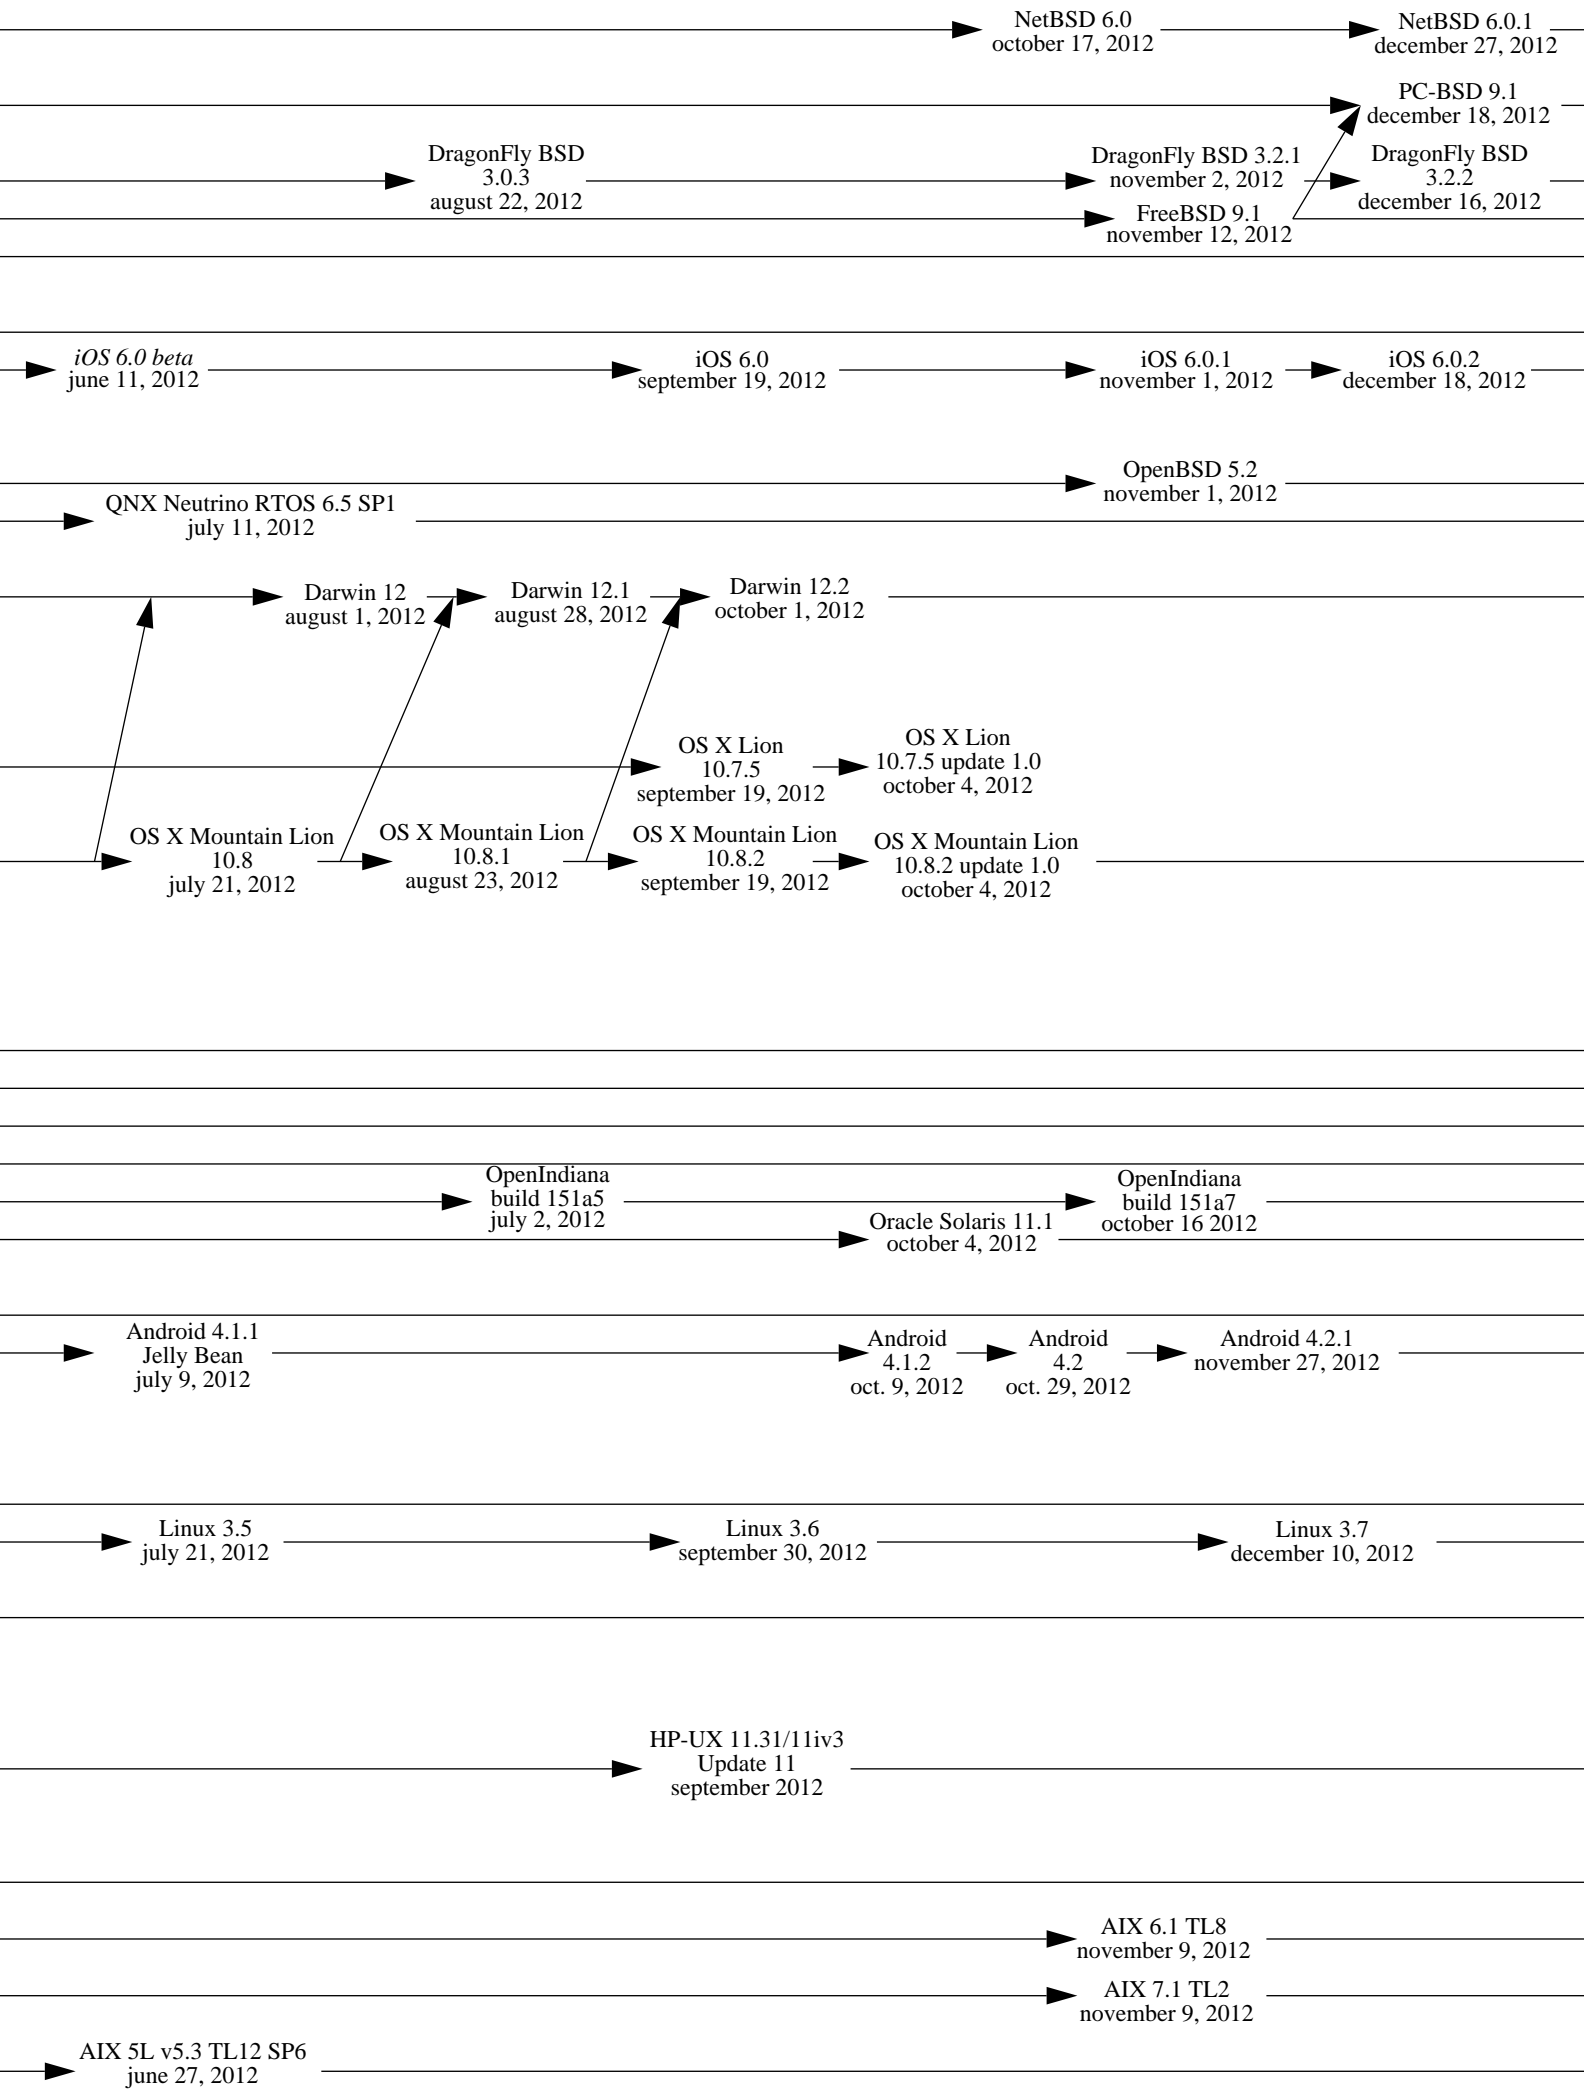 NetBSD 6.0
october 17, 2012
NetBSD 6.0.1
december 27, 2012
PC-BSD 9.1
december 18, 2012
DragonFly BSD
3.0.3
august 22, 2012
DragonFly BSD 3.2.1
november 2, 2012
DragonFly BSD
3.2.2
december 16, 2012
FreeBSD 9.1
november 12, 2012
iOS 6.0 beta
june 11, 2012
iOS 6.0
september 19, 2012
iOS 6.0.1
november 1, 2012
iOS 6.0.2
december 18, 2012
OpenBSD 5.2
november 1, 2012
QNX Neutrino RTOS 6.5 SP1
july 11, 2012
Darwin 12
august 1, 2012
Darwin 12.1
august 28, 2012
Darwin 12.2
october 1, 2012
OS X Lion
10.7.5
september 19, 2012
OS X Lion
10.7.5 update 1.0
october 4, 2012
OS X Mountain Lion
10.8
july 21, 2012
OS X Mountain Lion
10.8.1
august 23, 2012
OS X Mountain Lion
10.8.2
september 19, 2012
OS X Mountain Lion
10.8.2 update 1.0
october 4, 2012
OpenIndiana
build 151a5
july 2, 2012
OpenIndiana
build 151a7
october 16 2012
Oracle Solaris 11.1
october 4, 2012
Android 4.1.1
Jelly Bean
july 9, 2012
Android
4.1.2
oct. 9, 2012
Android
4.2
oct. 29, 2012
Android 4.2.1
november 27, 2012
Linux 3.5
july 21, 2012
Linux 3.6
september 30, 2012
Linux 3.7
december 10, 2012
HP-UX 11.31/11iv3
Update 11
september 2012
AIX 6.1 TL8
november 9, 2012
AIX 7.1 TL2
november 9, 2012
AIX 5L v5.3 TL12 SP6
june 27, 2012